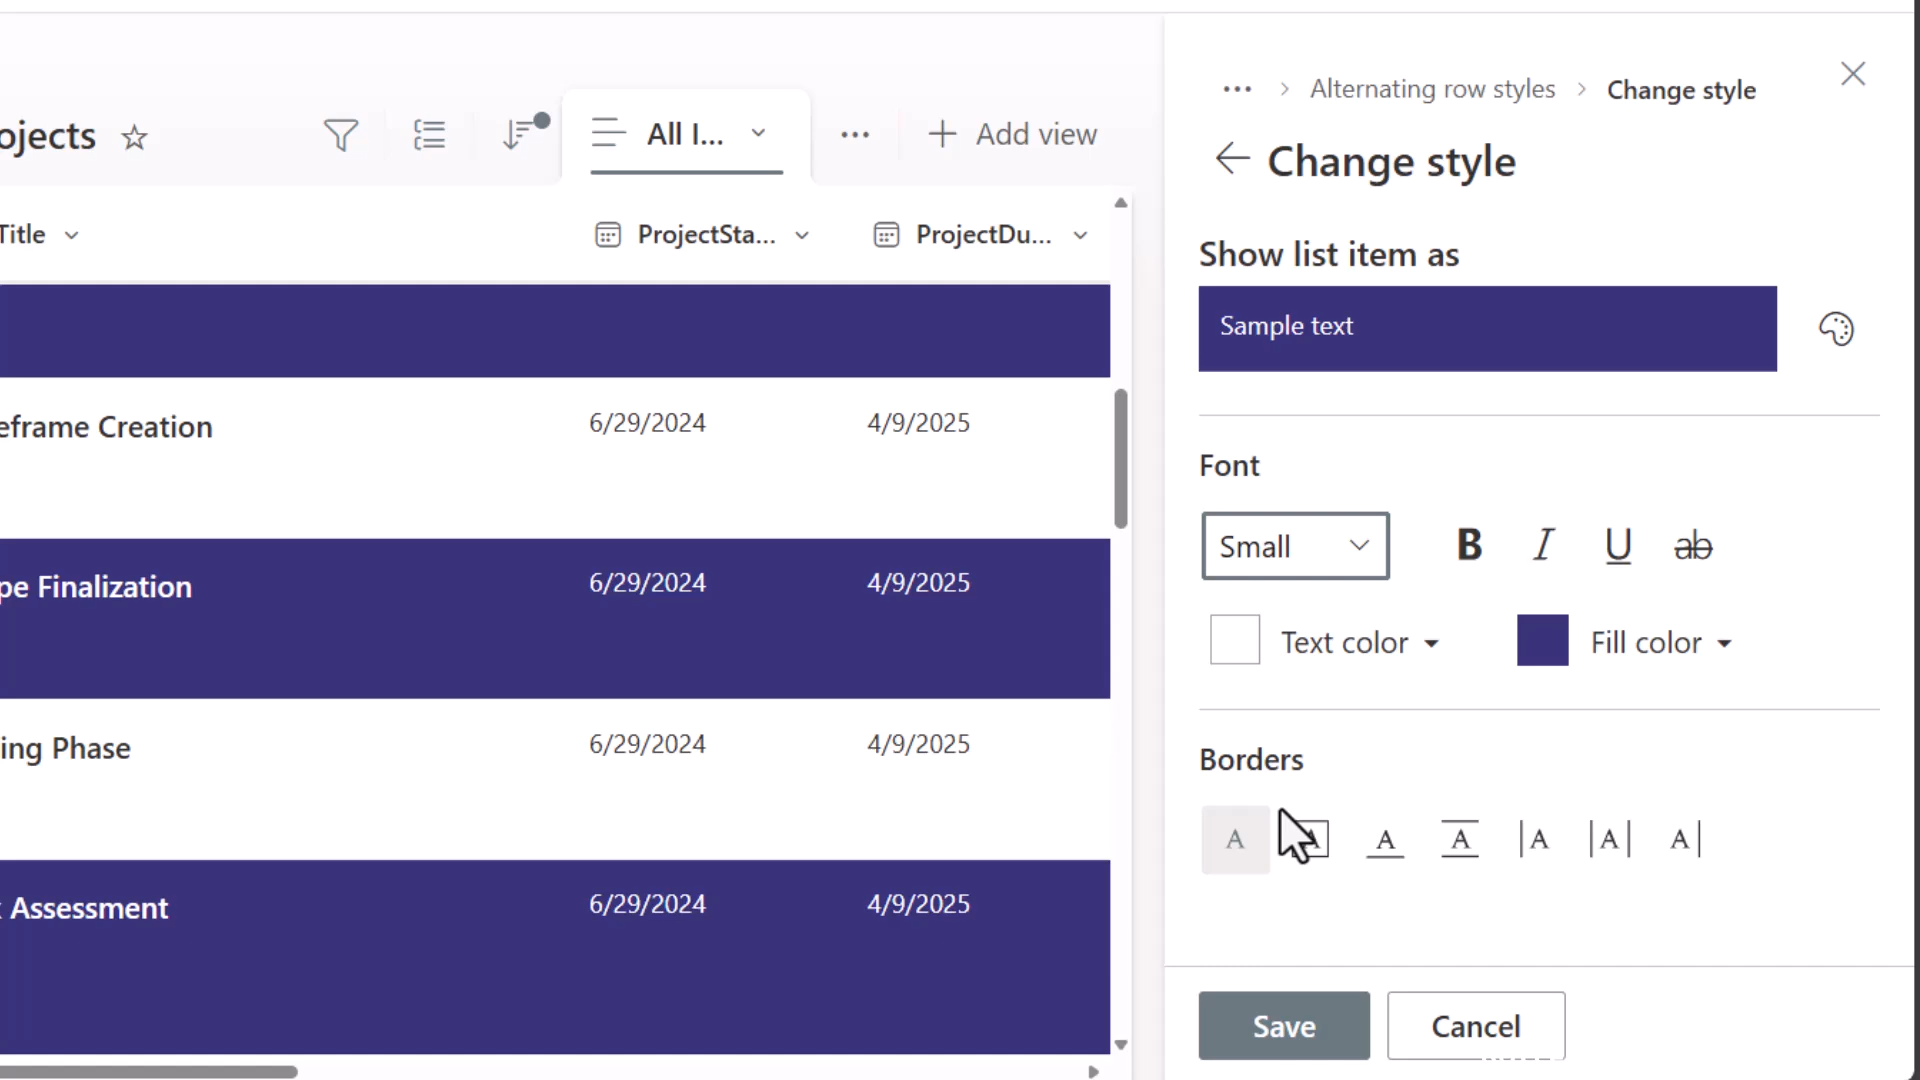 ··· > Alternating row styles > Change style
ojects
All I...
···
+ Add view
Change style
Title
ProjectSta...
ProjectDu...
Show list item as
Sample text
eframe Creation 6/29/2024 4/9/2025
Font
Small
B I U ab
pe Finalization 6/29/2024 4/9/2025
Text color
Fill color
ing Phase 6/29/2024 4/9/2025
Borders
A A A A A A A
Assessment 6/29/2024 4/9/2025
Save
Cancel